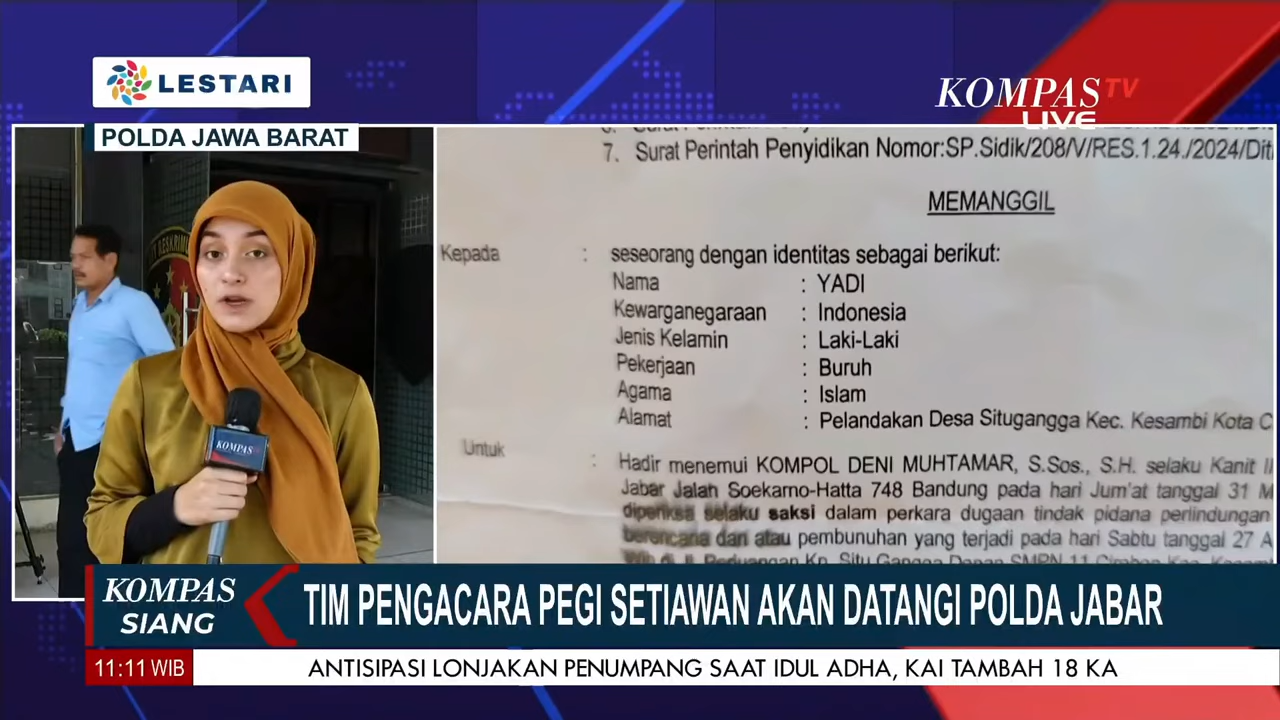 LESTARI
KOMPAS TV
LIVE
POLDA JAWA BARAT
7. Surat Perintah Penyidikan Nomor:SP.Sidik/208/V/RES.1.24./2024/Dit
MEMANGGIL
Kepada : seseorang dengan identitas sebagai berikut:
Nama : YADI
Kewarganegaraan : Indonesia
Jenis Kelamin : Laki-Laki
Pekerjaan : Buruh
Agama : Islam
Alamat : Pelandakan Desa Situgangga Kec. Kesambi Kota C
Untuk : Hadir menemui KOMPOL DENI MUHTAMAR, S.Sos., S.H. selaku Kanit
Jabar Jalan Soekarno-Hatta 748 Bandung pada hari Jum'at tanggal 31 M
diperiksa selaku saksi dalam perkara dugaan tindak pidana perlindungan
berencana dan atau pembunuhan yang terjadi pada hari Sabtu tanggal 27 A
KOMPAS TV
KOMPAS
SIANG
TIM PENGACARA PEGI SETIAWAN AKAN DATANGI POLDA JABAR
11:11 WIB
ANTISIPASI LONJAKAN PENUMPANG SAAT IDUL ADHA, KAI TAMBAH 18 KA